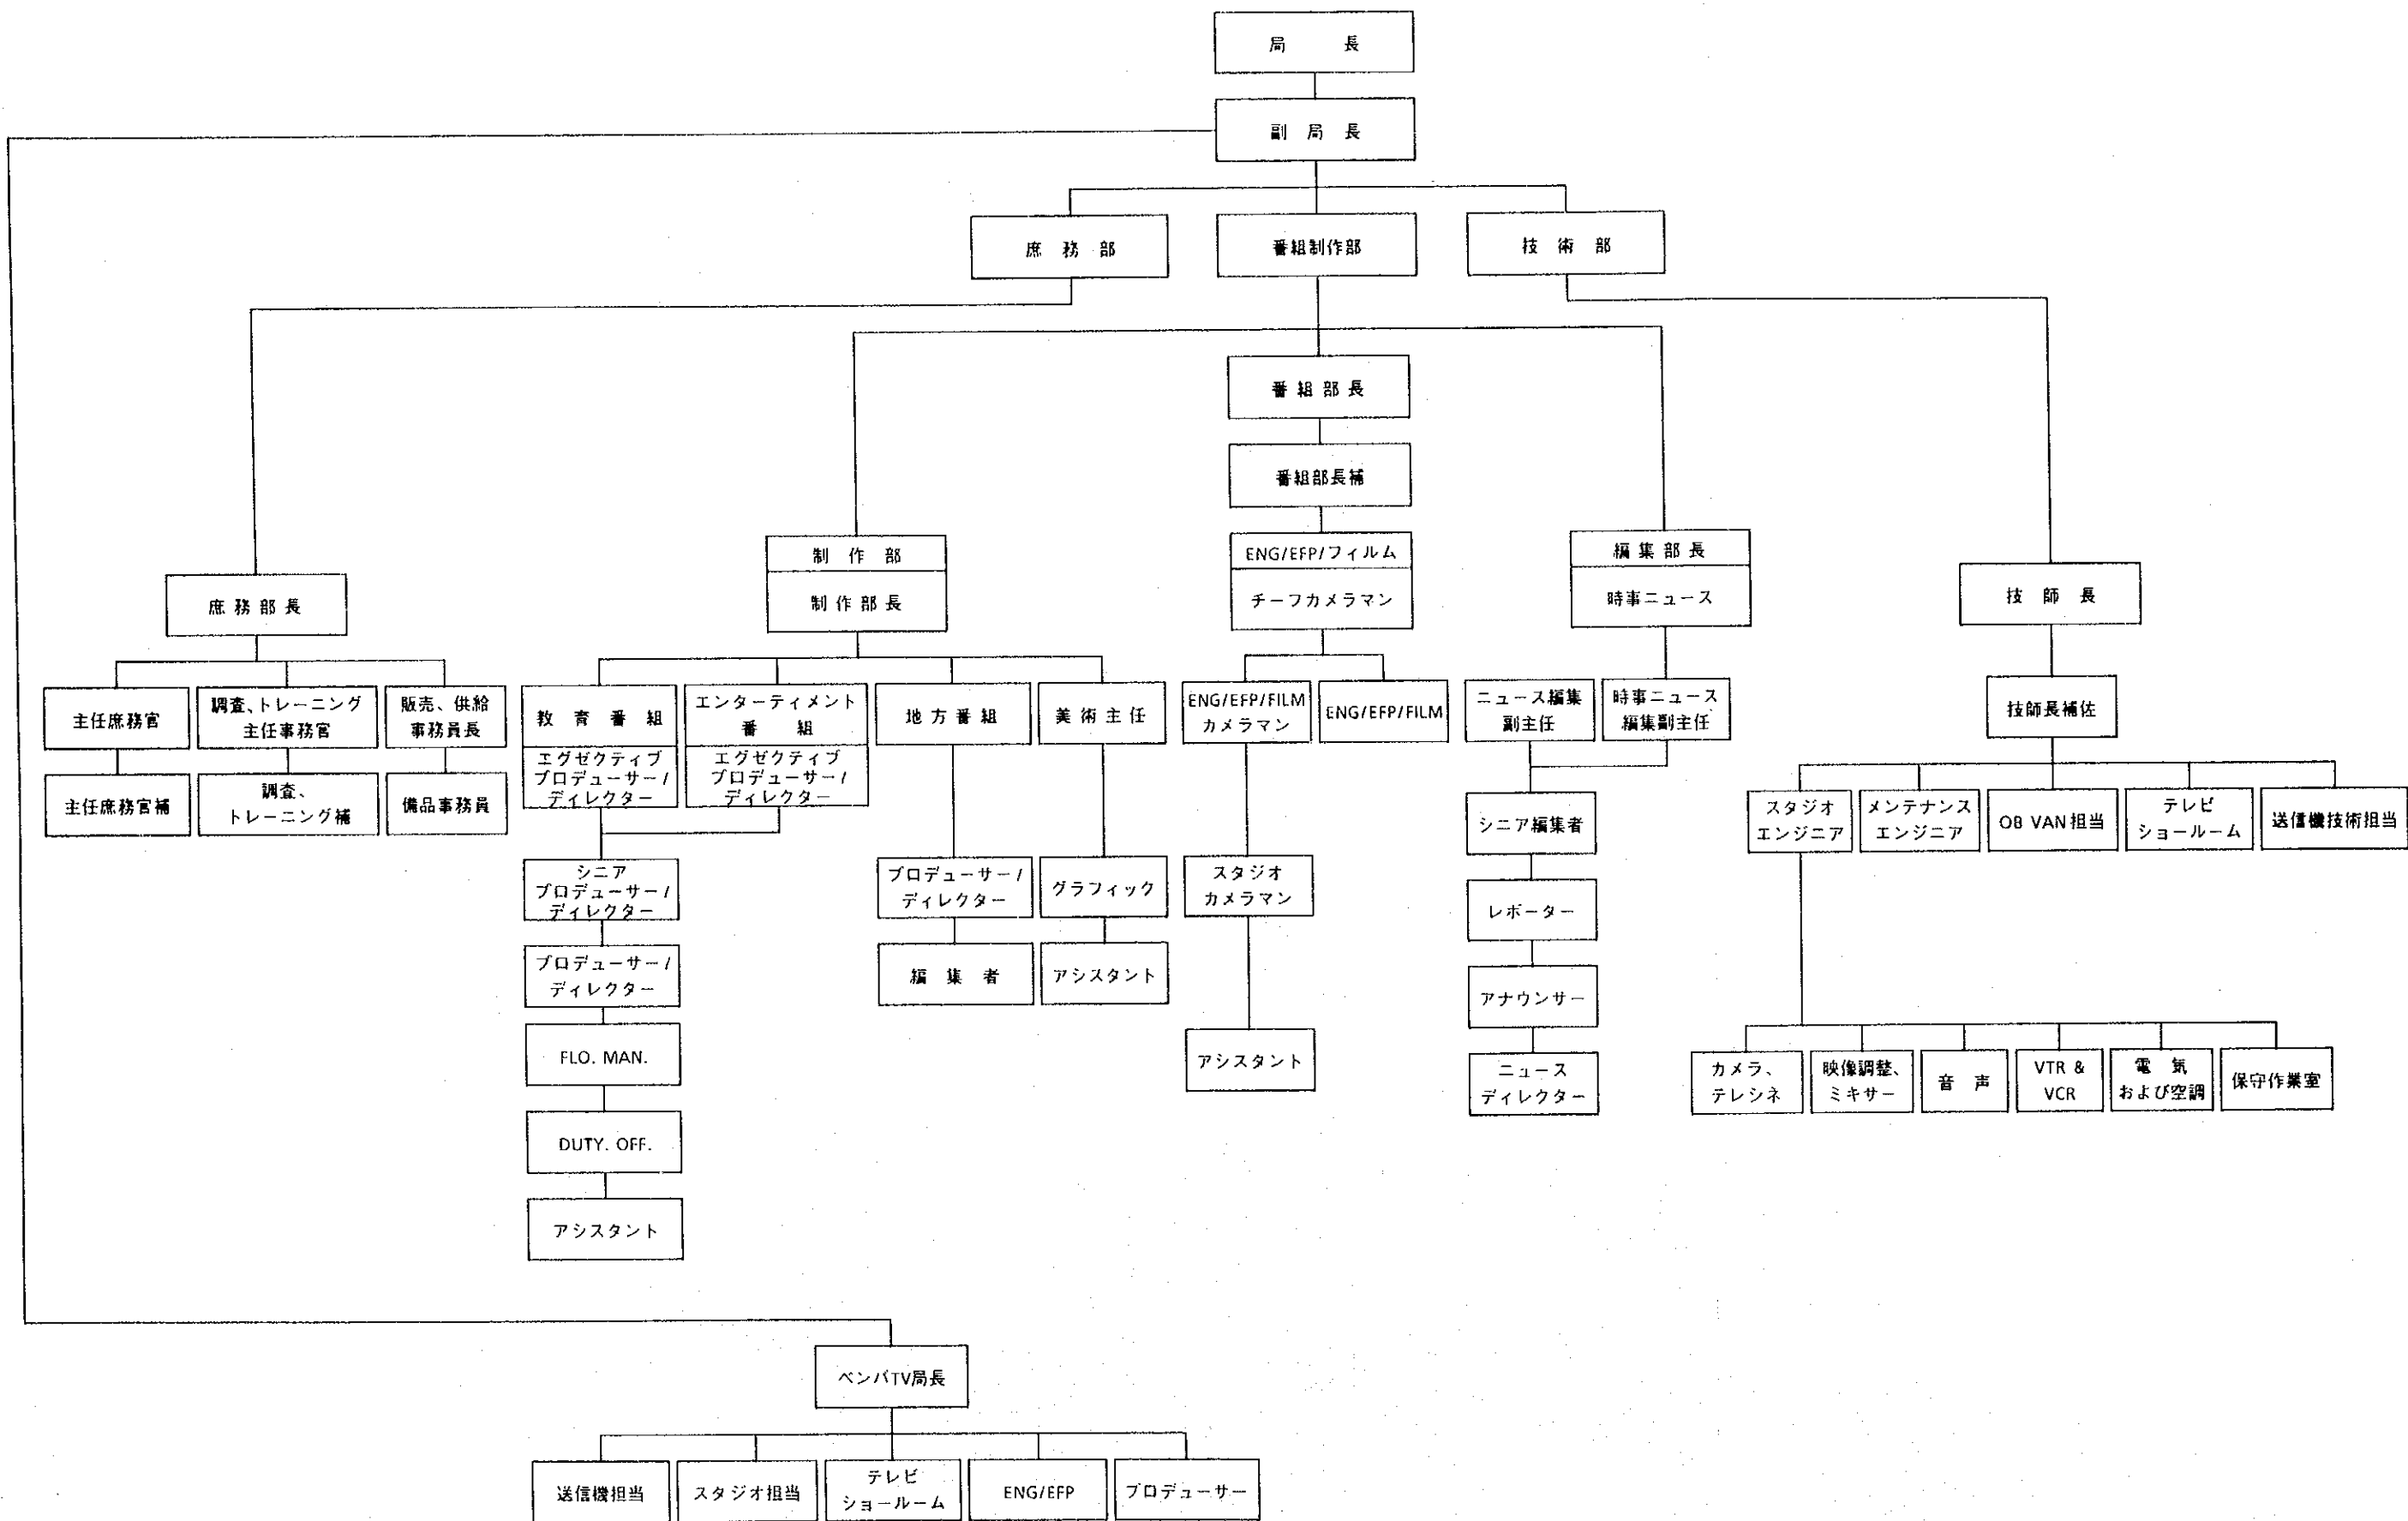 局長
副局長
庶務部
番組制作部
技術部
番組部長
番組部長補
制作部
制作部長
ENG/EFP/フィルム
チーフカメラマン
編集部長
時事ニュース
庶務部長
技師長
主任庶務官
調査、トレーニング
主任事務官
販売、供給
事務員長
教育番組
エグゼクティブ
プロデューサー/
ディレクター
エンターティメント
番組
エグゼクティブ
プロデューサー/
ディレクター
地方番組
美術主任
ENG/EFP/FILM
カメラマン
ENG/EFP/FILM
ニュース編集
副主任
時事ニュース
編集副主任
技師長補佐
主任庶務官補
調査、
トレーニング補
備品事務員
シニア編集者
スタジオ
エンジニア
メンテナンス
エンジニア
OB VAN担当
テレビ
ショールーム
送信機技術担当
シニア
プロデューサー/
ディレクター
プロデューサー/
ディレクター
グラフィック
スタジオ
カメラマン
レポーター
プロデューサー/
ディレクター
編集者
アシスタント
アナウンサー
FLO. MAN.
アシスタント
ニュース
ディレクター
カメラ、
テレシネ
映像調整、
ミキサー
音声
VTR &
VCR
電気
および空調
保守作業室
DUTY. OFF.
アシスタント
ペンバTV局長
送信機担当
スタジオ担当
テレビ
ショールーム
ENG/EFP
プロデューサー